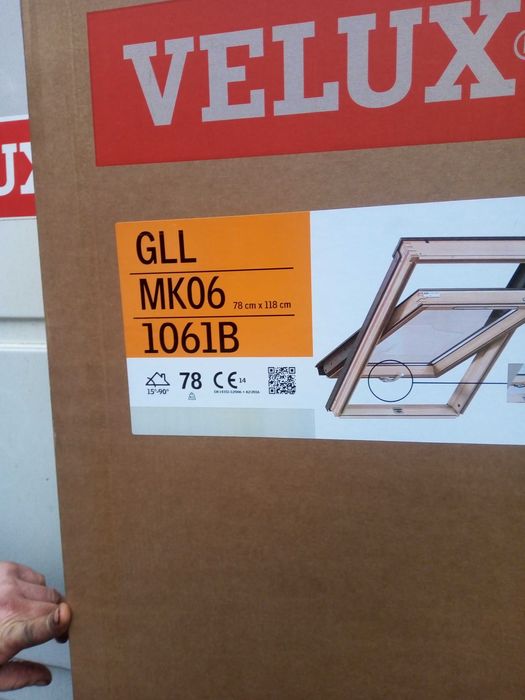 VELUX
UX
GLL
MK06 78 cm x 118 cm
1061B
15°-90° 78 CE 14